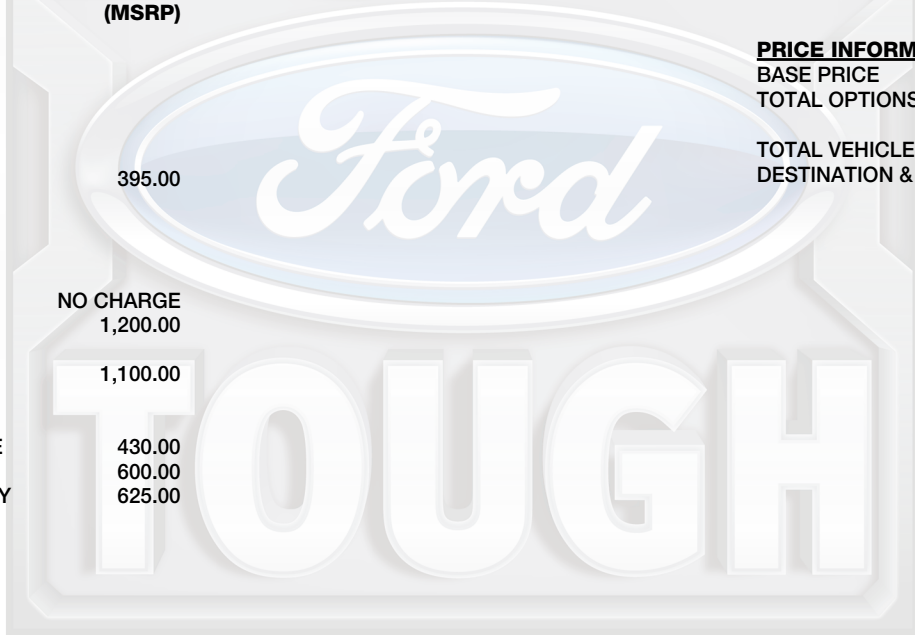 (MSRP)
395.00
NO CHARGE
1,200.00
1,100.00
E 430.00
600.00
Y 625.00
PRICE INFORM
BASE PRICE
TOTAL OPTIONS
TOTAL VEHICLE
DESTINATION &
Ford
TOUGH